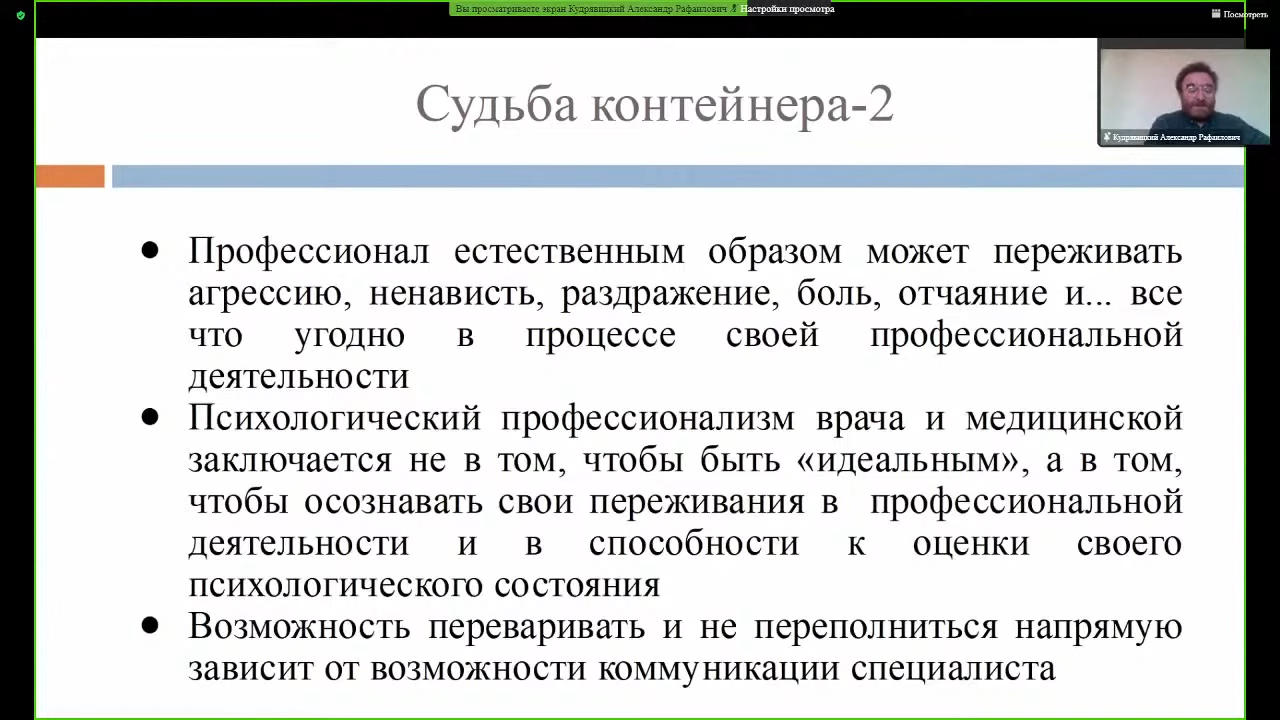 Вы просматриваете экран Кудрявицкий Александр Рафаилович
Настройки просмотра
Посмотреть
Судьба контейнера-2
Кудрявицкий Александр Рафаилович
● Профессионал естественным образом может переживать
агрессию, ненависть, раздражение, боль, отчаяние и... все
что угодно в процессе своей профессиональной
деятельности
● Психологический профессионализм врача и медицинской
заключается не в том, чтобы быть «идеальным», а в том,
чтобы осознавать свои переживания в профессиональной
деятельности и в способности к оценки своего
психологического состояния
● Возможность переваривать и не переполниться напрямую
зависит от возможности коммуникации специалиста